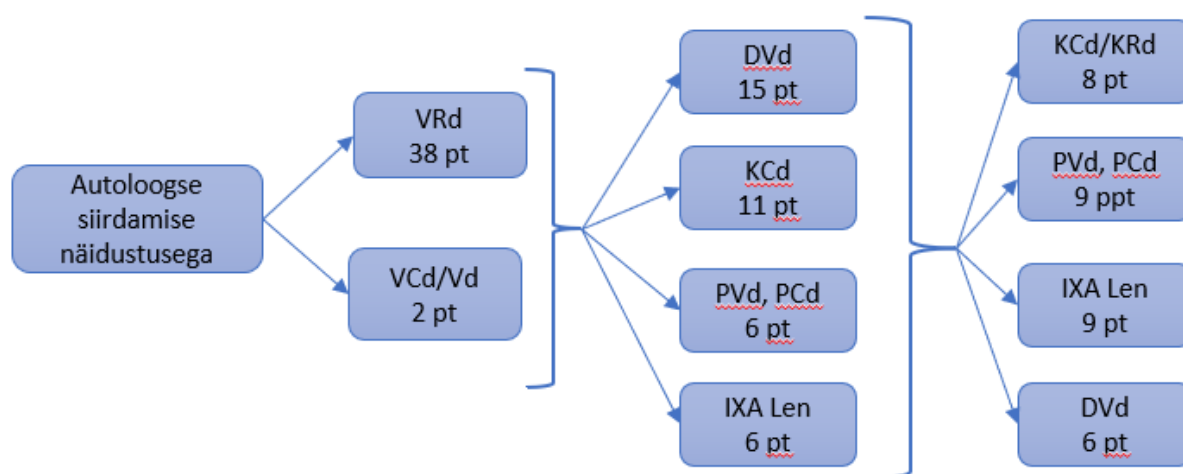 Autoloogse
siirdamise
näidustusega
VRd
38 pt
VCd/Vd
2 pt
DVd
15 pt
KCd
11 pt
PVd, PCd
6 pt
IXA Len
6 pt
KCd/KRd
8 pt
PVd, PCd
9 ppt
IXA Len
9 pt
DVd
6 pt